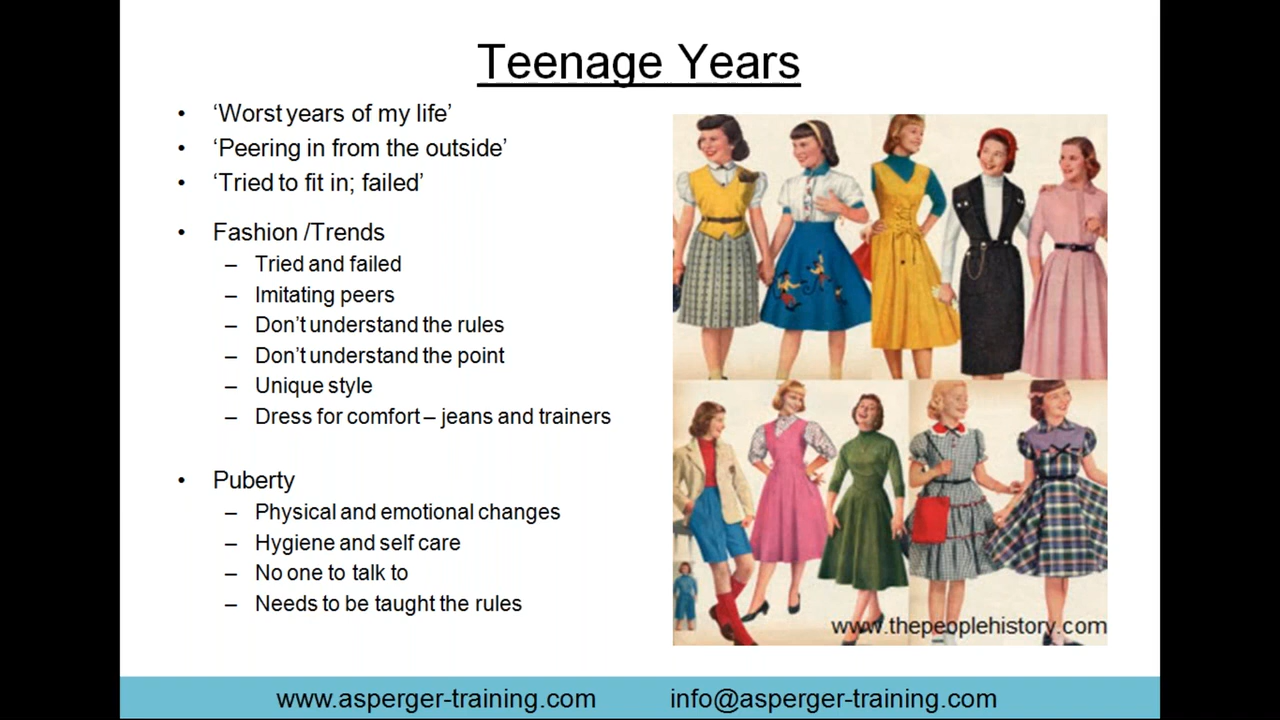 Teenage Years
• ‘Worst years of my life’
• ‘Peering in from the outside’
• ‘Tried to fit in; failed’
• Fashion /Trends
– Tried and failed
– Imitating peers
– Don’t understand the rules
– Don’t understand the point
– Unique style
– Dress for comfort – jeans and trainers
• Puberty
– Physical and emotional changes
– Hygiene and self care
– No one to talk to
– Needs to be taught the rules
www.thepeoplehistory.com
www.asperger-training.com info@asperger-training.com